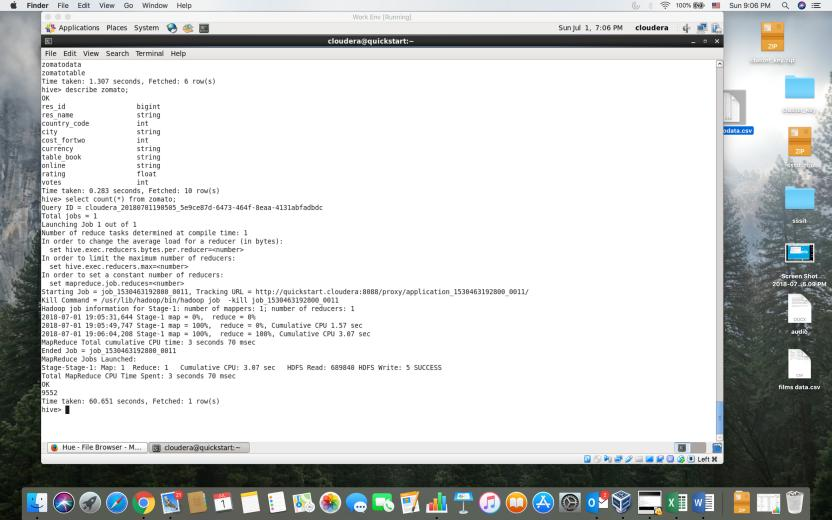 Finder File Edit View Go Window Help
100% Sun 9:06 PM
Work Env [Running]
Applications Places System
Sun Jul 1, 7:06 PM cloudera
cloudera@quickstart:~
File Edit View Search Terminal Help
zomatodata
zomatotable
Time taken: 1.307 seconds, Fetched: 6 row(s)
hive> describe zomato;
OK
res_id bigint
res_name string
country_code int
city string
cost_fortwo int
currency string
table_book string
online string
rating float
votes int
Time taken: 0.283 seconds, Fetched: 10 row(s)
hive> select count(*) from zomato;
Query ID = cloudera_20180701190505_5e9ce87d-6473-464f-8eaa-4131abfadbdc
Total jobs = 1
Launching Job 1 out of 1
Number of reduce tasks determined at compile time: 1
In order to change the average load for a reducer (in bytes):
set hive.exec.reducers.bytes.per.reducer=<number>
In order to limit the maximum number of reducers:
set hive.exec.reducers.max=<number>
In order to set a constant number of reducers:
set mapreduce.job.reduces=<number>
Starting Job = job_1530463192800_0011, Tracking URL = http://quickstart.cloudera:8088/proxy/application_1530463192800_0011/
Kill Command = /usr/lib/hadoop/bin/hadoop job  -kill job_1530463192800_0011
Hadoop job information for Stage-1: number of mappers: 1; number of reducers: 1
2018-07-01 19:05:31,644 Stage-1 map = 0%,  reduce = 0%
2018-07-01 19:05:49,747 Stage-1 map = 100%,  reduce = 0%, Cumulative CPU 1.57 sec
2018-07-01 19:06:04,208 Stage-1 map = 100%,  reduce = 100%, Cumulative CPU 3.07 sec
MapReduce Total cumulative CPU time: 3 seconds 70 msec
Ended Job = job_1530463192800_0011
MapReduce Jobs Launched:
Stage-Stage-1: Map: 1  Reduce: 1   Cumulative CPU: 3.07 sec   HDFS Read: 689840 HDFS Write: 5 SUCCESS
Total MapReduce CPU Time Spent: 3 seconds 70 msec
OK
9552
Time taken: 60.651 seconds, Fetched: 1 row(s)
hive>
Hue - File Browser - M... cloudera@quickstart:~
Left ⌘
ZIP
cluster_key.zip
cluster_key
odata.csv
ZIP
sssit
Screen Shot
2018-07...6.09 PM
DOCX
audio
CSV
films data.csv